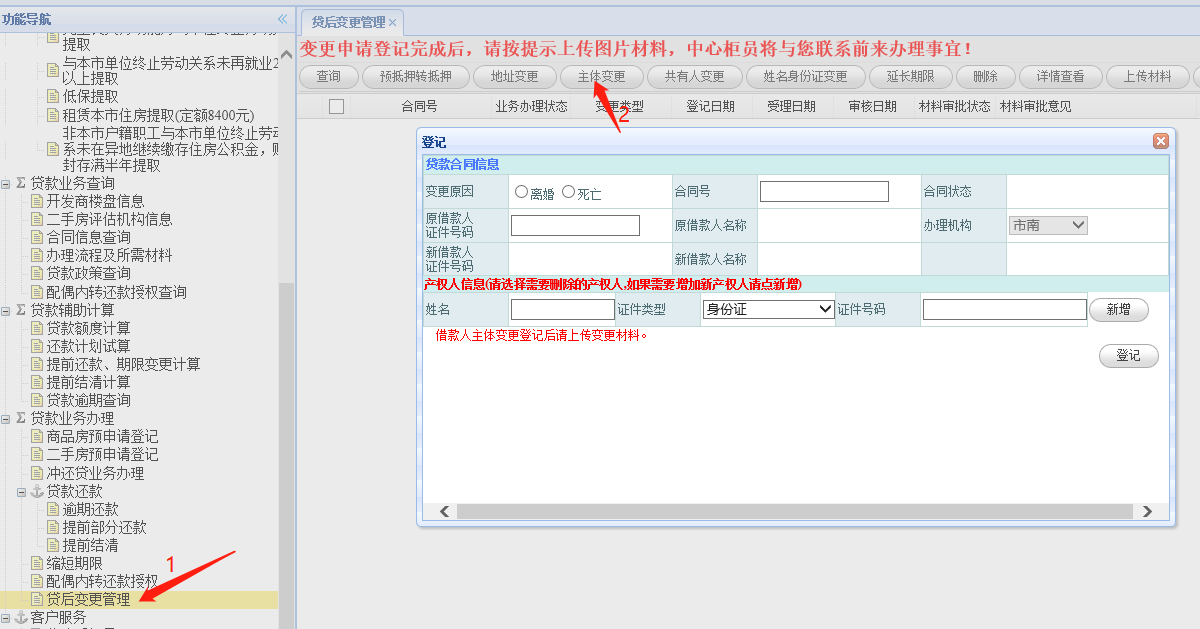 功能导航
贷后变更管理
变更申请登记完成后，请按提示上传图片材料，中心柜员将与您联系前来办理事宜！
查询 预抵押转抵押 地址变更 主体变更 共有人变更 姓名身份证变更 延长期限 删除 详情查看 上传材料
合同号 业务办理状态 变更类型 登记日期 受理日期 审核日期 材料审批状态 材料审批意见
2
提取
与本市单位终止劳动关系未再就业2
以上提取
低保提取
租赁本市住房提取(定额8400元)
非本市户籍职工与本市单位终止劳动
系未在异地继续缴存住房公积金，账
封存满半年提取
贷款业务查询
开发商楼盘信息
二手房评估机构信息
合同信息查询
办理流程及所需材料
贷款政策查询
配偶内转还款授权查询
贷款辅助计算
贷款额度计算
还款计划试算
提前还款、期限变更计算
提前结清计算
贷款逾期查询
贷款业务办理
商品房预申请登记
二手房预申请登记
冲还贷业务办理
贷款还款
逾期还款
提前部分还款
提前结清
缩短期限
配偶内转还款授权
1
贷后变更管理
客户服务
登记
贷款合同信息
变更原因 离婚 死亡 合同号 合同状态
原借款人
证件号码 原借款人名称 办理机构 市南
新借款人
证件号码 新借款人名称
产权人信息(请选择需要删除的产权人,如果需要增加新产权人请点新增)
姓名 证件类型 身份证 证件号码 新增
借款人主体变更登记后请上传变更材料。
登记